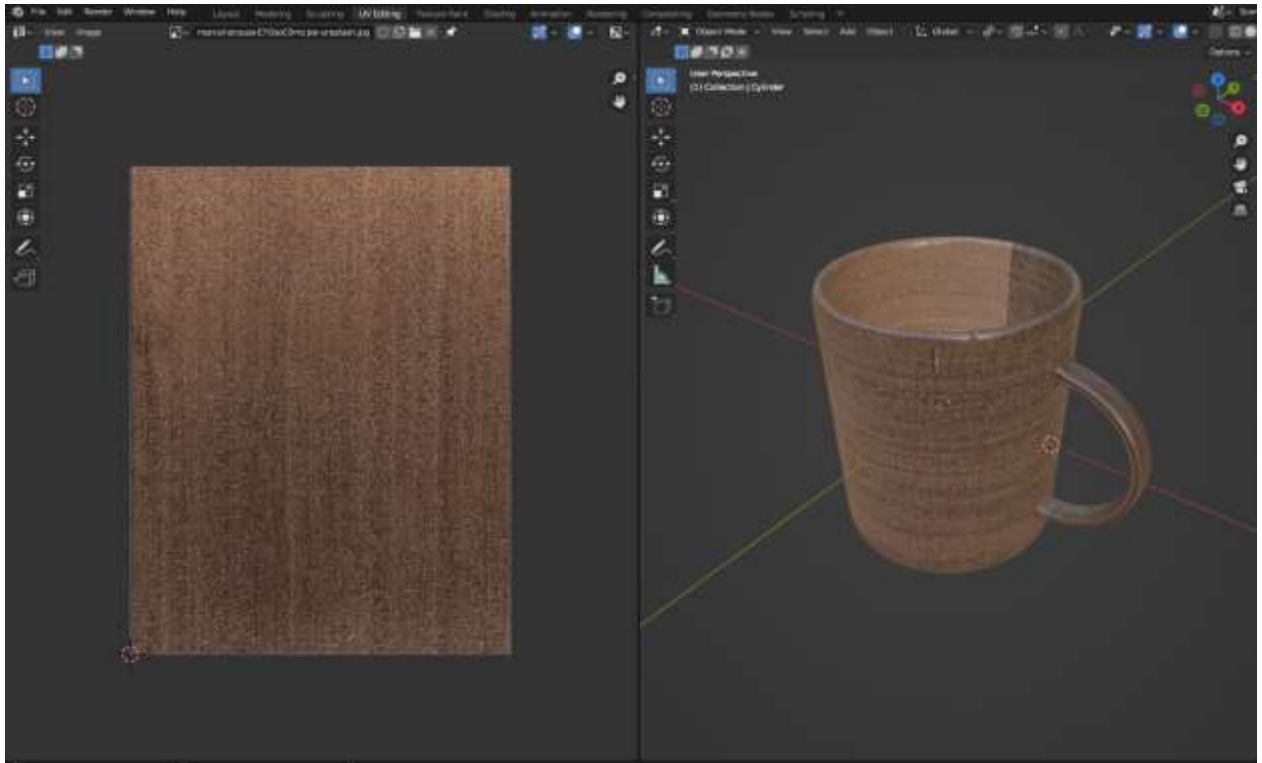 File Edit Render Window Help Layout Modeling Sculpting UV Editing Texture Paint Shading Animation Rendering Compositing Geometry Nodes Scripting +
View Image
Object Mode View Select Add Object Global
Options
User Perspective
(1) Collection | Cylinder